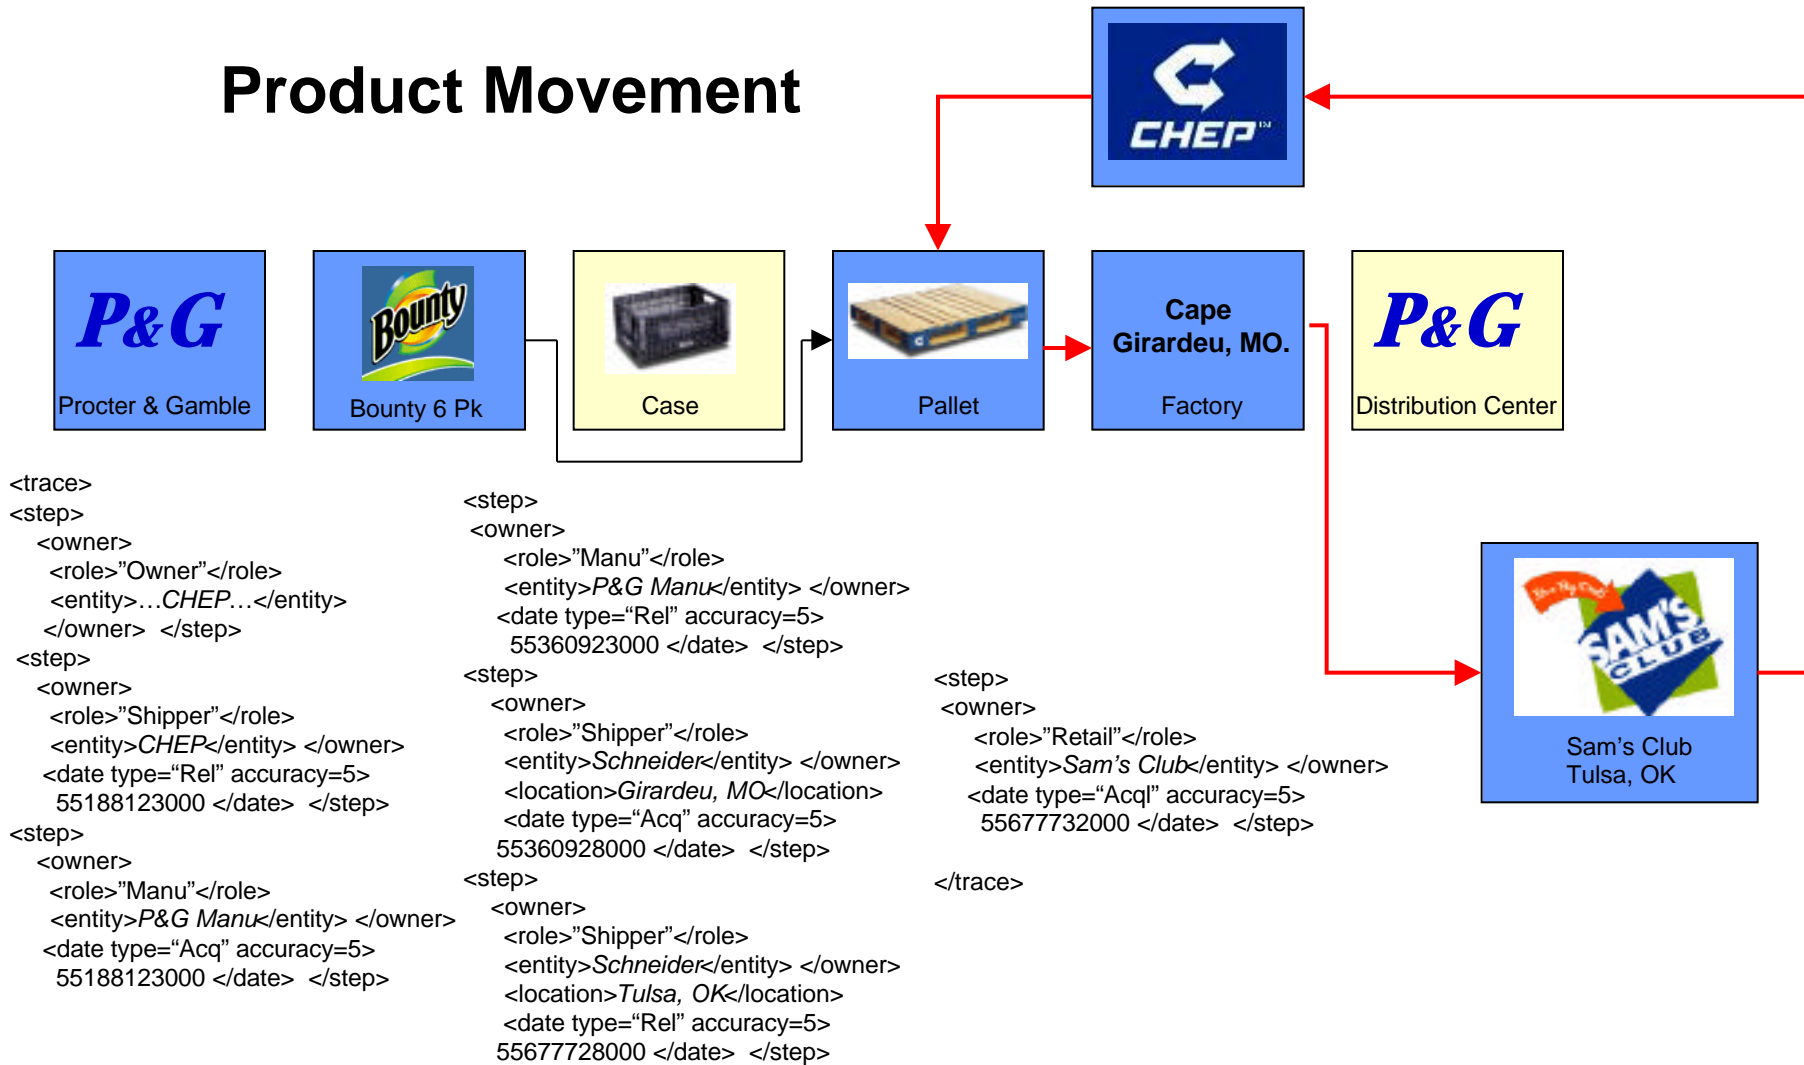 Product Movement
CHEP™
P&G
Procter & Gamble
Bounty
Bounty 6 Pk
Case
Pallet
Cape
Girardeu, MO.
Factory
P&G
Distribution Center
<trace>
<step>
<owner>
<role>"Owner"</role>
<entity>…CHEP…</entity>
</owner> </step>
<step>
<owner>
<role>"Shipper"</role>
<entity>CHEP</entity> </owner>
<date type=“Rel” accuracy=5>
55188123000 </date> </step>
<step>
<owner>
<role>"Manu”</role>
<entity>P&G Manu</entity> </owner>
<date type=“Acq” accuracy=5>
55188123000 </date> </step>
<step>
<owner>
<role>"Manu”</role>
<entity>P&G Manu</entity> </owner>
<date type=“Rel” accuracy=5>
55360923000 </date> </step>
<step>
<owner>
<role>"Shipper”</role>
<entity>Schneider</entity> </owner>
<location>Girardeu, MO</location>
<date type=“Acq” accuracy=5>
55360928000 </date> </step>
<step>
<owner>
<role>"Shipper”</role>
<entity>Schneider</entity> </owner>
<location>Tulsa, OK</location>
<date type=“Rel” accuracy=5>
55677728000 </date> </step>
<step>
<owner>
<role>"Retail”</role>
<entity>Sam’s Club</entity> </owner>
<date type=“Acql” accuracy=5>
55677732000 </date> </step>
</trace>
SAM'S
CLUB
Sam’s Club
Tulsa, OK